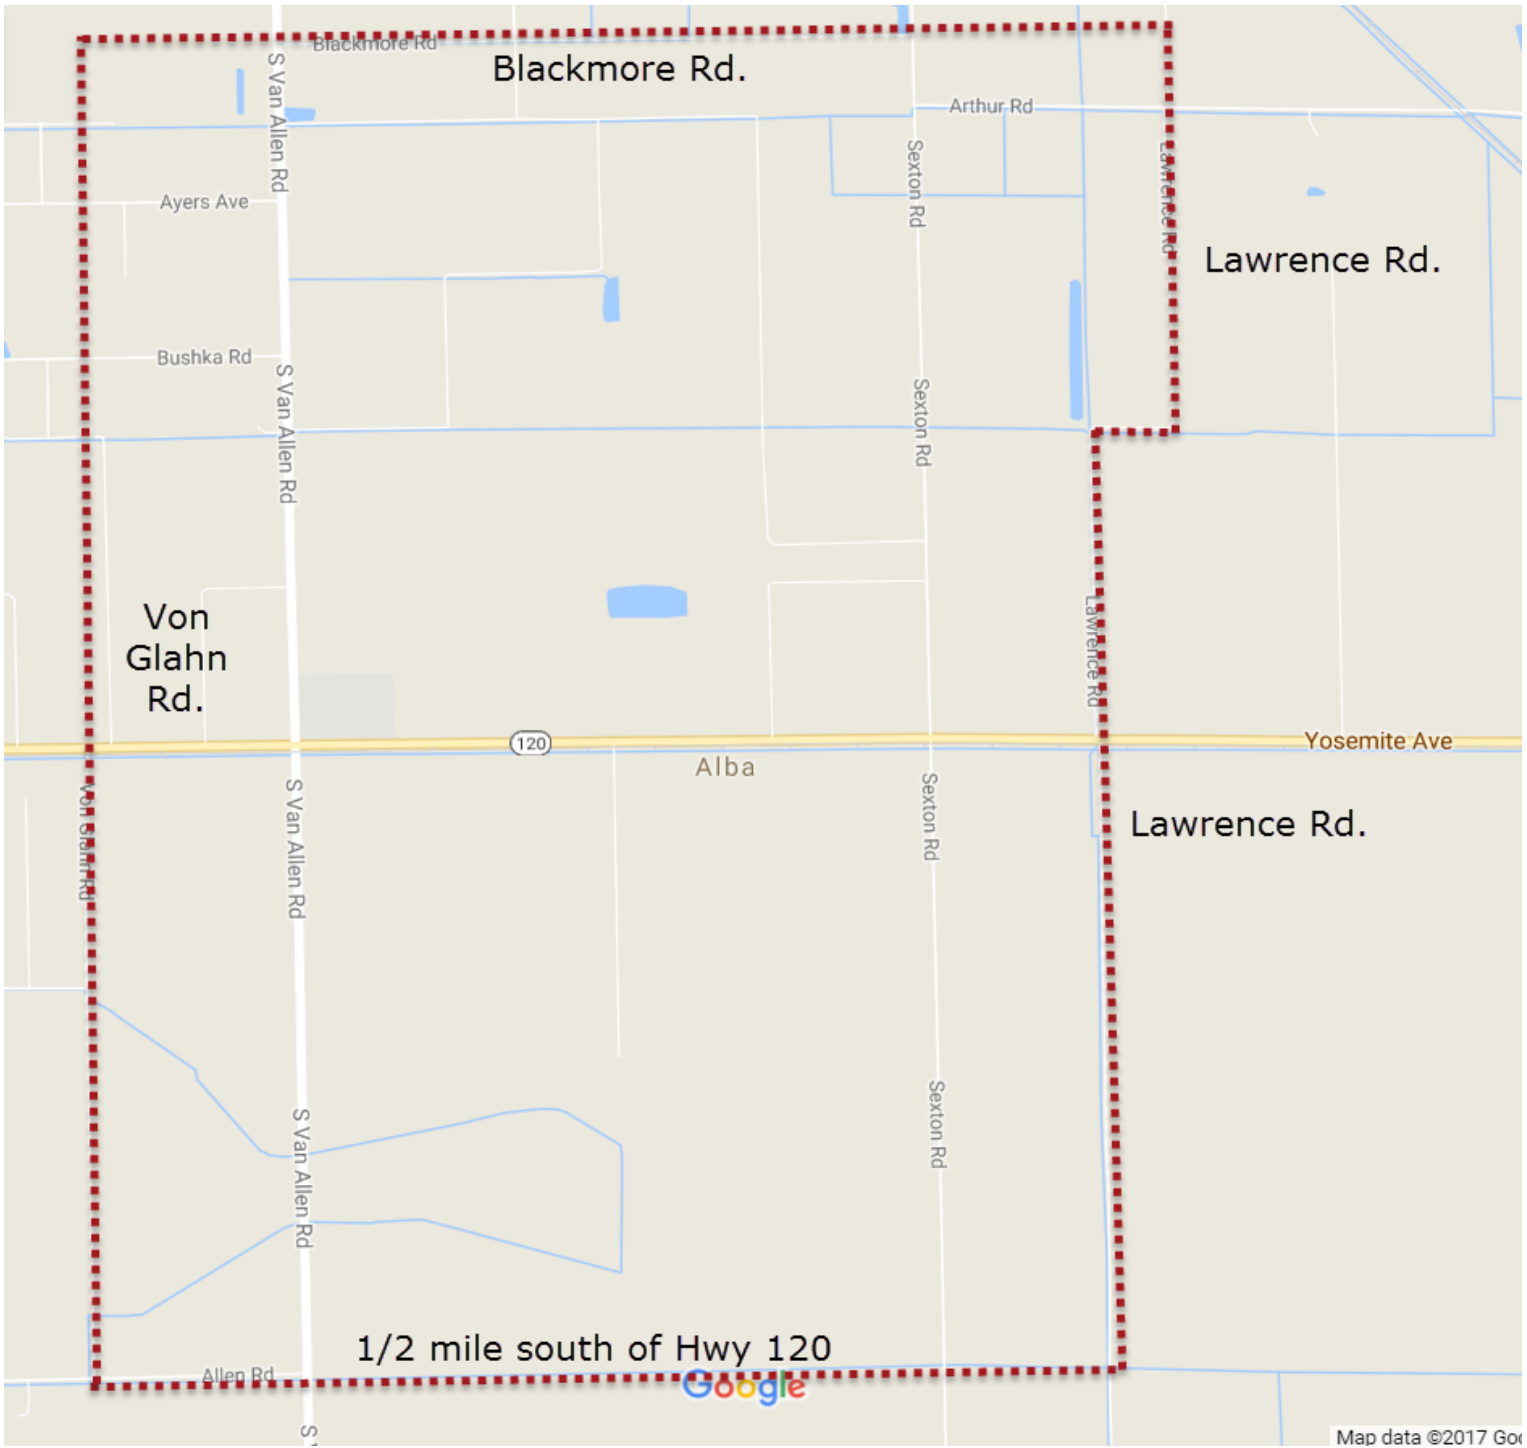 Blackmore Rd
Blackmore Rd.
S Van Allen Rd
Arthur Rd
Sexton Rd
Lawrence Rd
Ayers Ave
Lawrence Rd.
Bushka Rd
S Van Allen Rd
Sexton Rd
Von
Glahn
Rd.
Lawrence Rd
120
Yosemite Ave
Alba
Von Glahn Rd
S Van Allen Rd
Sexton Rd
Lawrence Rd.
S Van Allen Rd
Sexton Rd
1/2 mile south of Hwy 120
Allen Rd
Google
S
Map data ©2017 Goo